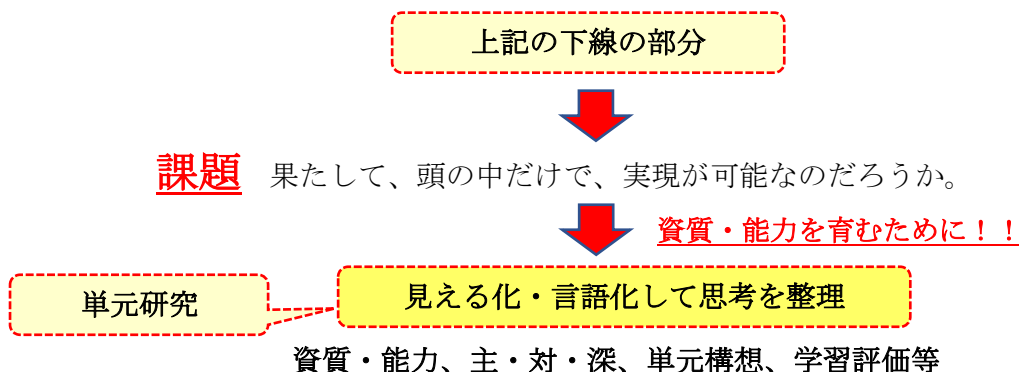 上記の下線の部分
課題 果たして、頭の中だけで、実現が可能なのだろうか。
資質・能力を育むために！！
単元研究
見える化・言語化して思考を整理
資質・能力、主・対・深、単元構想、学習評価等